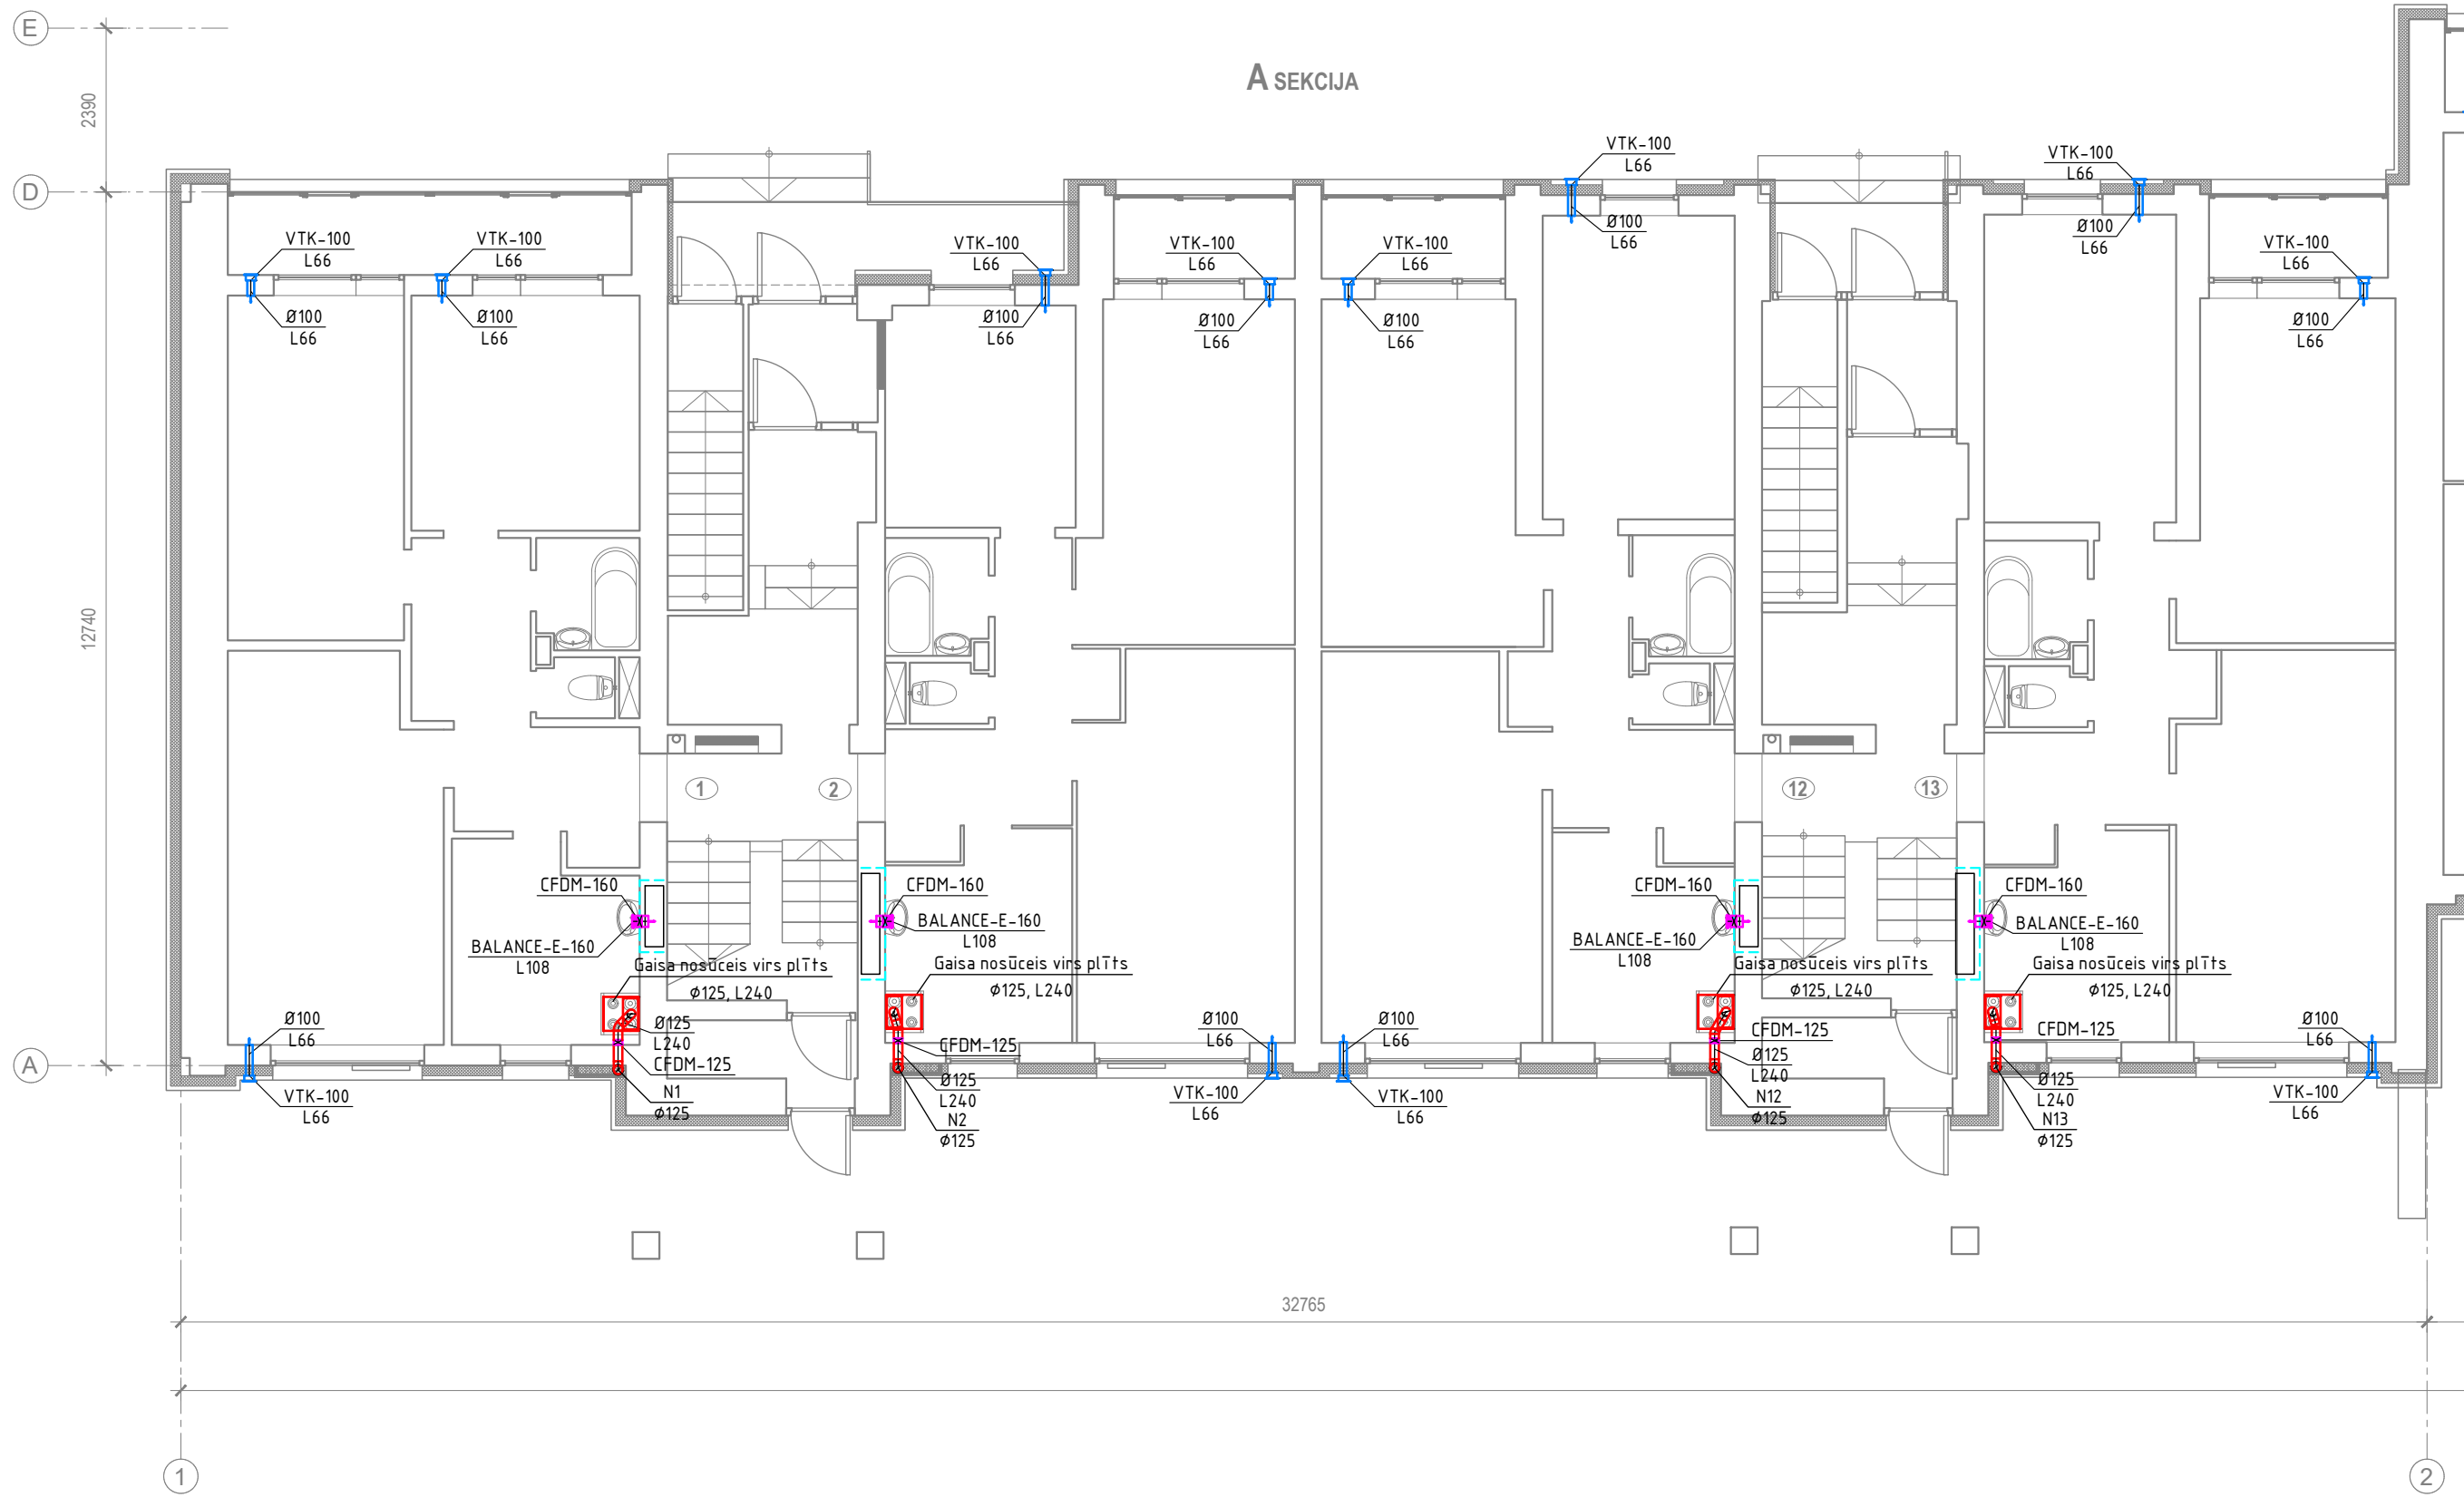 E
A SEKCIJA
2390
VTK-100
L66
VTK-100
L66
D
Ø100
L66
Ø100
L66
VTK-100
L66
VTK-100
L66
VTK-100
L66
VTK-100
L66
VTK-100
L66
VTK-100
L66
Ø100
L66
Ø100
L66
Ø100
L66
Ø100
L66
Ø100
L66
Ø100
L66
Ø100
L66
12740
1
2
12
13
CFDM-160
CFDM-160
CFDM-160
CFDM-160
BALANCE-E-160
L108
BALANCE-E-160
L108
BALANCE-E-160
L108
BALANCE-E-160
L108
Gaisa nosūceis virs plīts
ϕ125, L240
Gaisa nosūceis virs plīts
ϕ125, L240
Gaisa nosūceis virs plīts
ϕ125, L240
Gaisa nosūceis virs plīts
ϕ125, L240
Ø100
L66
Ø125
L240
CFDM-125
CFDM-125
Ø100
L66
Ø100
L66
CFDM-125
Ø125
L240
CFDM-125
Ø100
L66
A
VTK-100
L66
N1
ϕ125
Ø125
L240
N2
ϕ125
VTK-100
L66
VTK-100
L66
N12
ϕ125
Ø125
L240
N13
ϕ125
VTK-100
L66
32765
1
2